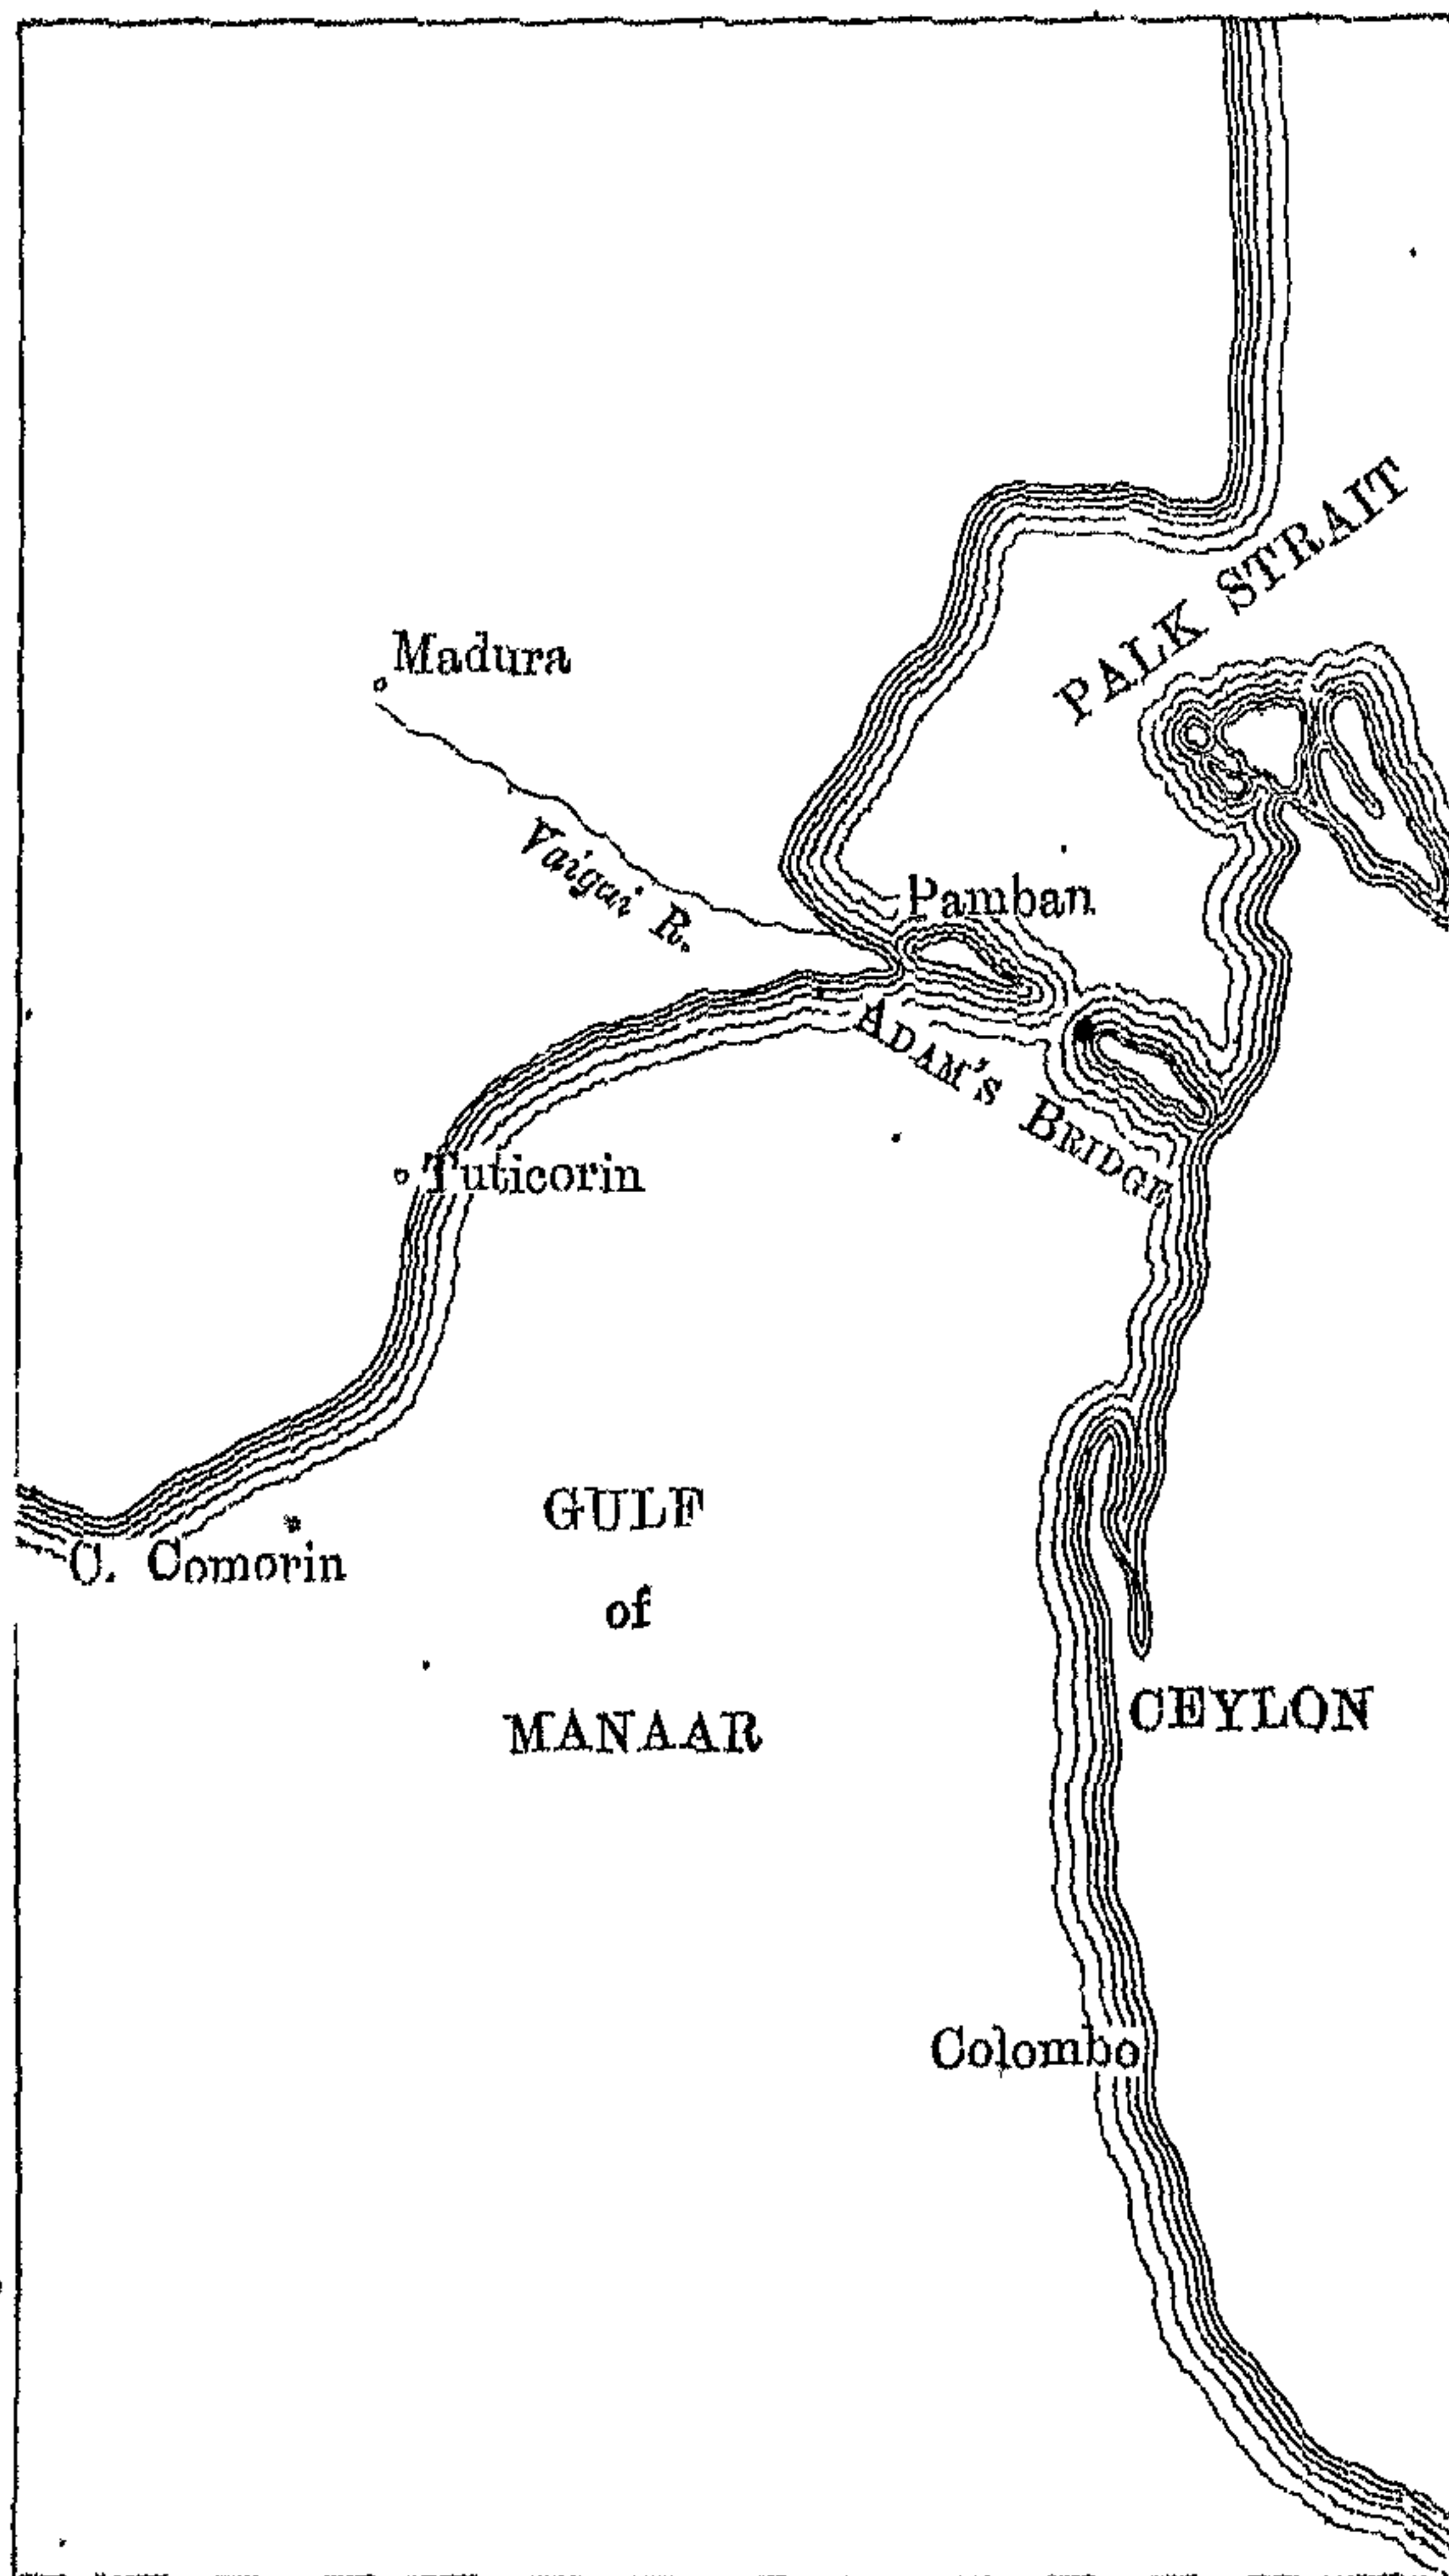 PALK STRAIT
Madura
Vaigai R.
Pamban
ADAM'S BRIDGE
Tuticorin
GULF
of
MANAAR
C. Comorin
CEYLON
Colombo